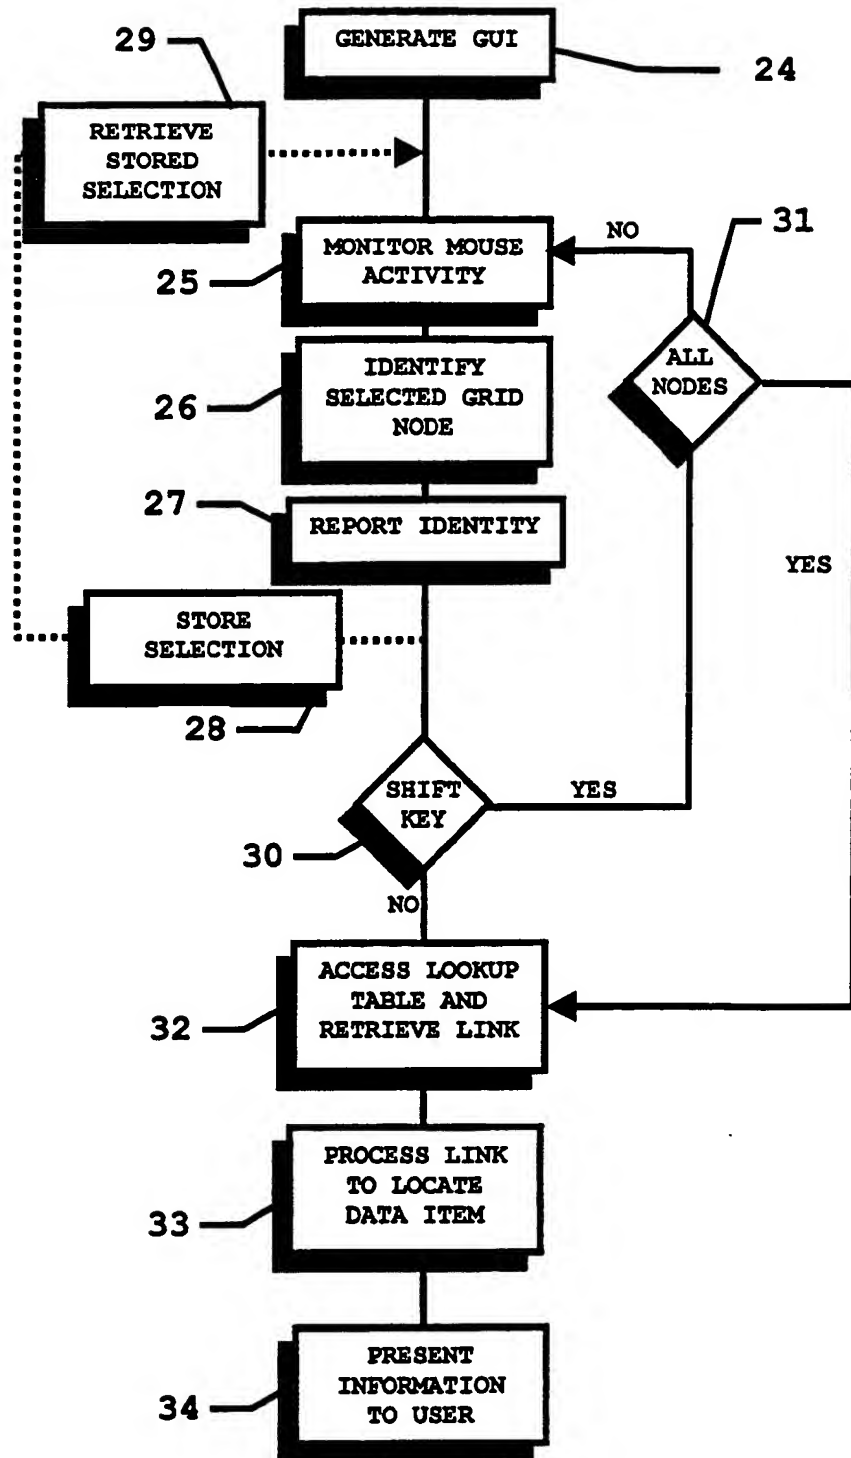 GENERATE GUI
24
29
RETRIEVE
STORED
SELECTION
MONITOR MOUSE
ACTIVITY
25
NO
31
ALL
NODES
IDENTIFY
SELECTED GRID
NODE
26
27
REPORT IDENTITY
YES
STORE
SELECTION
28
SHIFT
KEY
YES
30
NO
ACCESS LOOKUP
TABLE AND
RETRIEVE LINK
32
PROCESS LINK
TO LOCATE
DATA ITEM
33
PRESENT
INFORMATION
TO USER
34